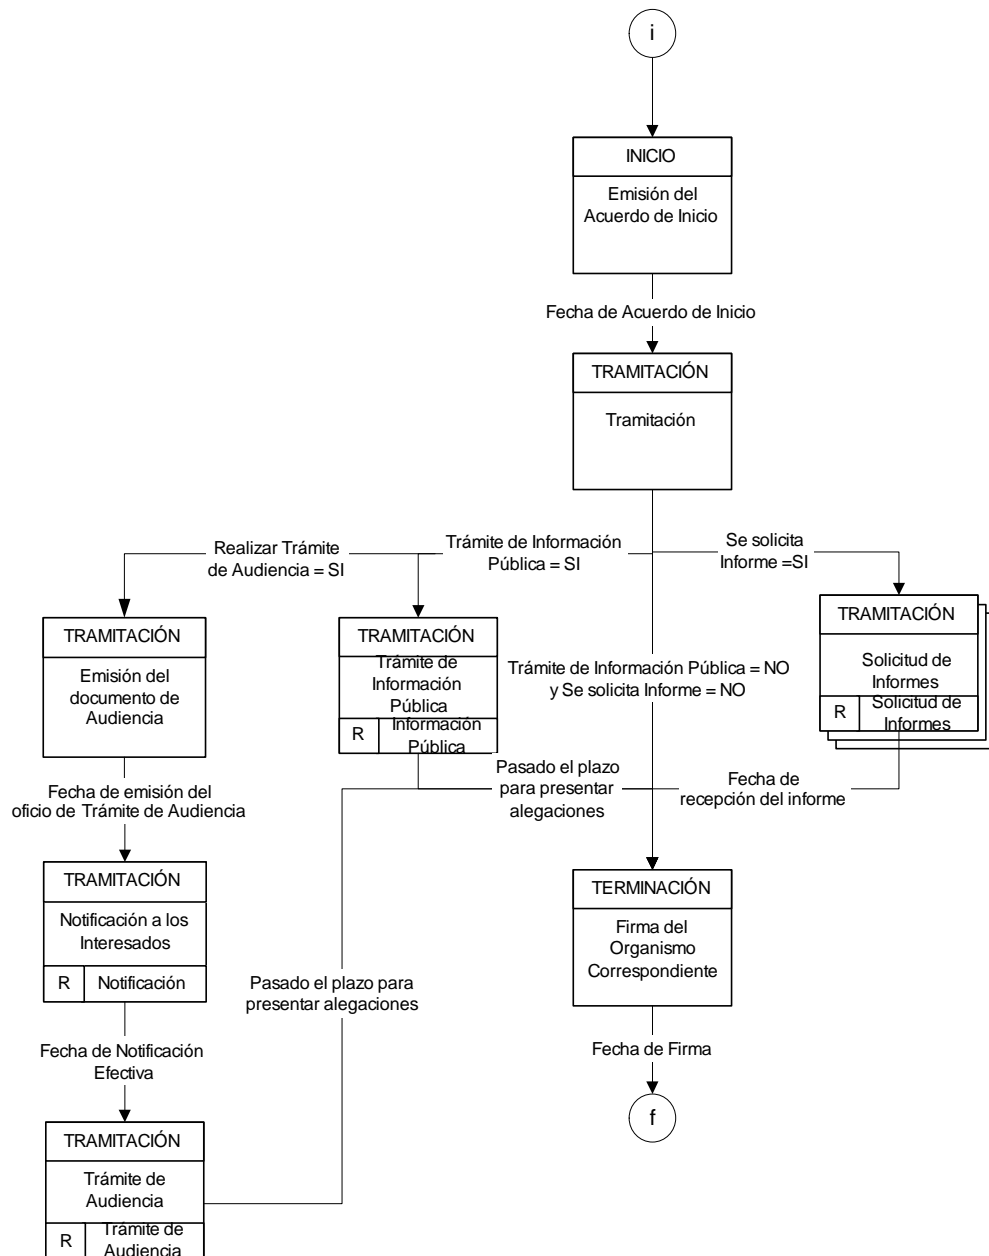 i
INICIO
Emisión del
Acuerdo de Inicio
Fecha de Acuerdo de Inicio
TRAMITACIÓN
Tramitación
Realizar Trámite
de Audiencia = SI
Trámite de Información
Pública = SI
Se solicita
Informe =SI
TRAMITACIÓN
Emisión del
documento de
Audiencia
TRAMITACIÓN
Trámite de
Información
Pública
R
Información
Pública
Trámite de Información Pública = NO
y Se solicita Informe = NO
TRAMITACIÓN
Solicitud de
Informes
R
Solicitud de
Informes
Fecha de emisión del
oficio de Trámite de Audiencia
Pasado el plazo
para presentar
alegaciones
Fecha de
recepción del informe
TRAMITACIÓN
Notificación a los
Interesados
R
Notificación
TERMINACIÓN
Firma del
Organismo
Correspondiente
Pasado el plazo para
presentar alegaciones
Fecha de Notificación
Efectiva
Fecha de Firma
f
TRAMITACIÓN
Trámite de
Audiencia
R
Trámite de
Audiencia